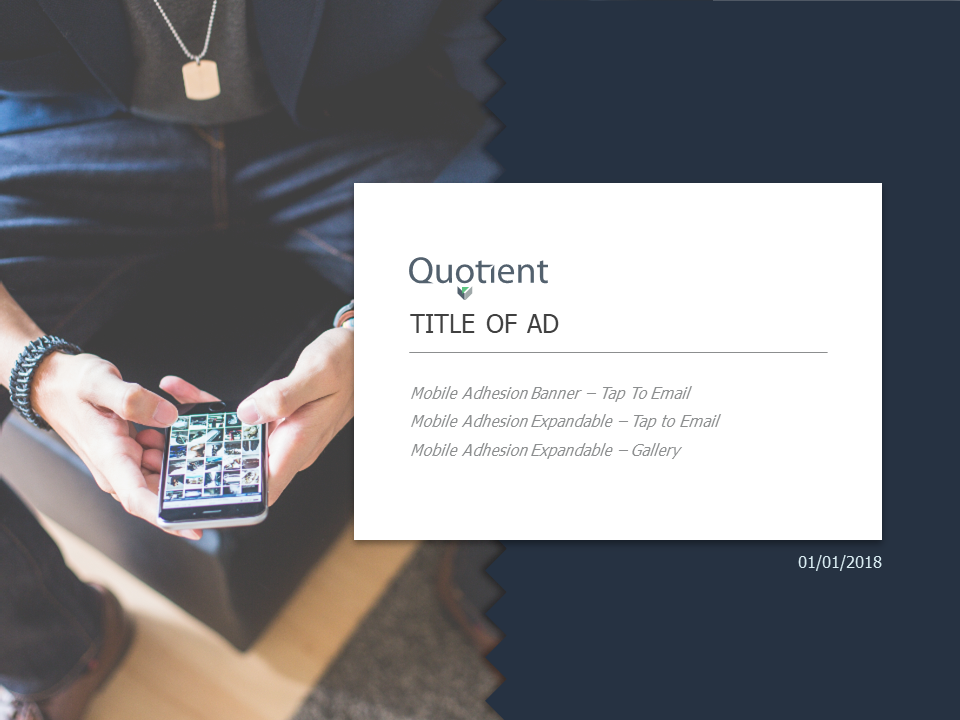 Quotient
TITLE OF AD
Mobile Adhesion Banner – Tap To Email
Mobile Adhesion Expandable – Tap to Email
Mobile Adhesion Expandable – Gallery
01/01/2018